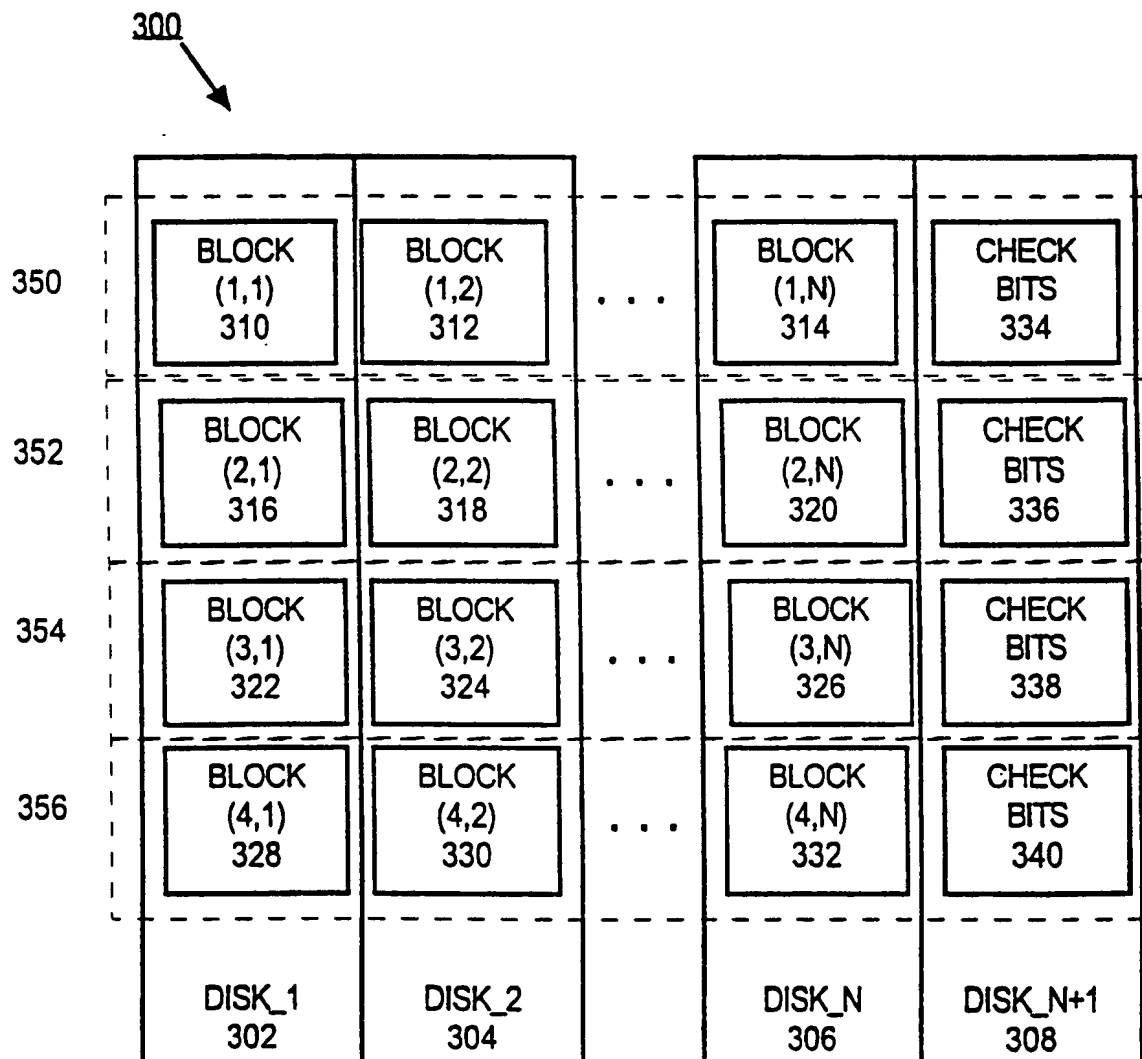 300
350
BLOCK
(1,1)
310
BLOCK
(1,2)
312
. . .
BLOCK
(1,N)
314
CHECK
BITS
334
352
BLOCK
(2,1)
316
BLOCK
(2,2)
318
. . .
BLOCK
(2,N)
320
CHECK
BITS
336
354
BLOCK
(3,1)
322
BLOCK
(3,2)
324
. . .
BLOCK
(3,N)
326
CHECK
BITS
338
356
BLOCK
(4,1)
328
BLOCK
(4,2)
330
. . .
BLOCK
(4,N)
332
CHECK
BITS
340
DISK_1
302
DISK_2
304
DISK_N
306
DISK_N+1
308